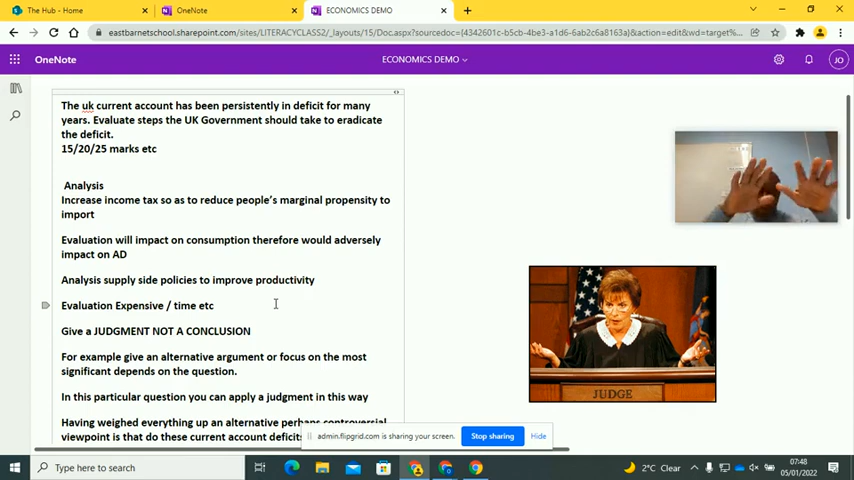 The Hub - Home
OneNote
ECONOMICS DEMO
eastbarnetschool.sharepoint.com/sites/LITERACYCLASS2/_layouts/15/Doc.aspx?sourcedoc={4342601c-b5cb-4be3-a1d6-6ab2c6a8163a}&action=edit&wd=target%...
OneNote
ECONOMICS DEMO
JO
The uk current account has been persistently in deficit for many
years. Evaluate steps the UK Government should take to eradicate
the deficit.
15/20/25 marks etc
Analysis
Increase income tax so as to reduce people's marginal propensity to
import
Evaluation will impact on consumption therefore would adversely
impact on AD
Analysis supply side policies to improve productivity
Evaluation Expensive / time etc
Give a JUDGMENT NOT A CONCLUSION
For example give an alternative argument or focus on the most
significant depends on the question.
In this particular question you can apply a judgment in this way
Having weighed everything up an alternative perhaps controversial
viewpoint is that do these current account deficits
JUDGE
admin.flipgrid.com is sharing your screen.
Stop sharing
Hide
Type here to search
2°C Clear
07:48
05/01/2022